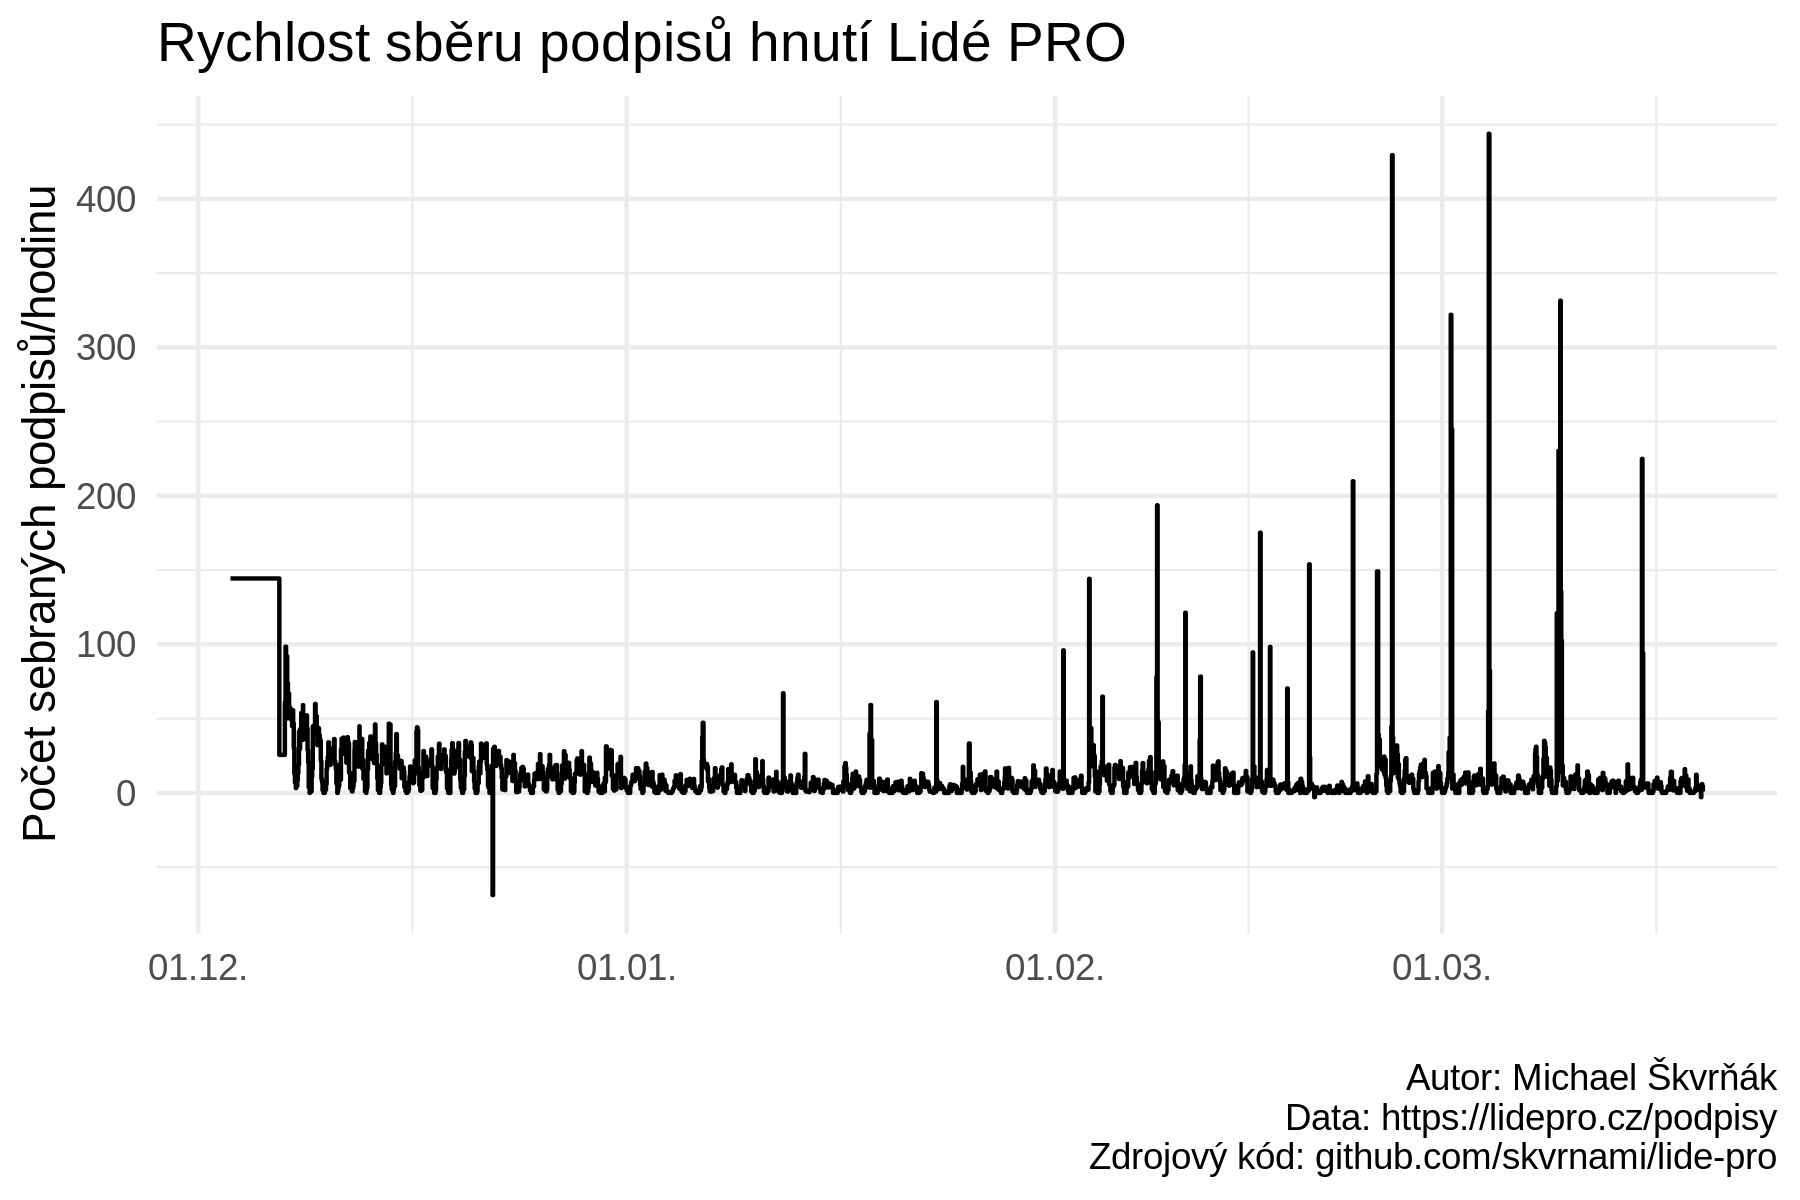 Rychlost sběru podpisů hnutí Lidé PRO
Počet sebraných podpisů/hodinu
400
300
200
100
0
01.12.
01.01.
01.02.
01.03.
Autor: Michael Škvrňák
Data: https://lidepro.cz/podpisy
Zdrojový kód: github.com/skvrnami/lide-pro